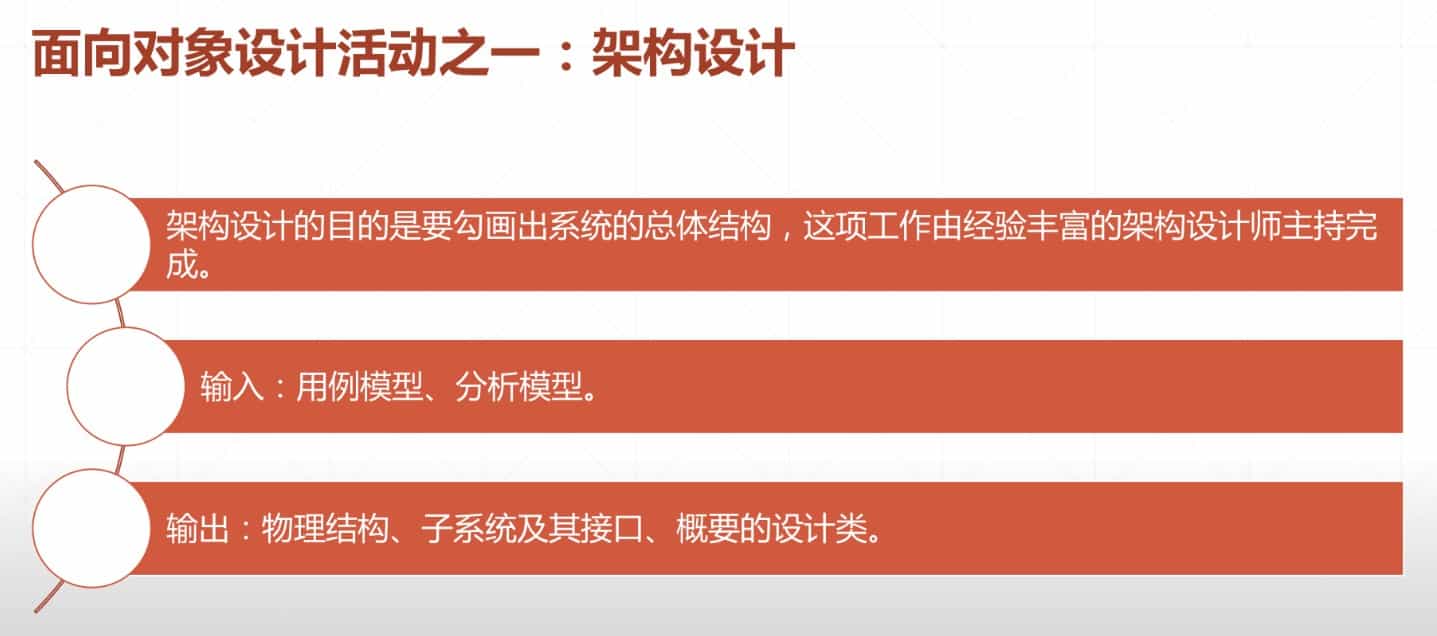 面向对象设计活动之一：架构设计
架构设计的目的是要勾画出系统的总体结构，这项工作由经验丰富的架构设计师主持完
成。
输入：用例模型、分析模型。
输出：物理结构、子系统及其接口、概要的设计类。